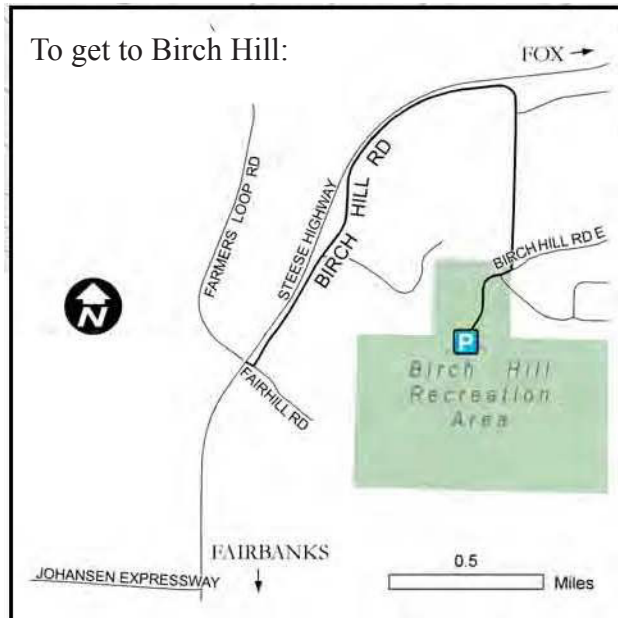 To get to Birch Hill:
FOX
FARMERS LOOP RD
STEESE HIGHWAY
BIRCH HILL RD
BIRCH HILL RD E
N
P
FAIRHILL RD
Birch Hill
Recreation
Area
FAIRBANKS
JOHANSEN EXPRESSWAY
0.5
Miles